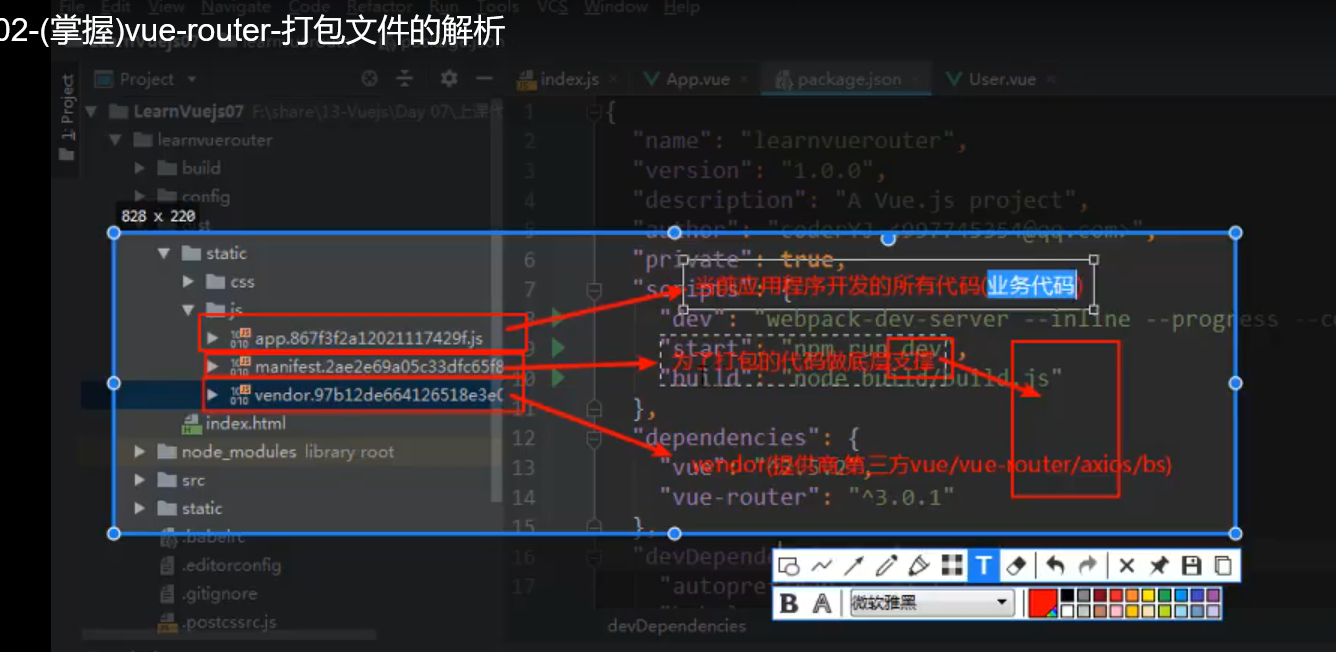 File Edit View Navigate Code Refactor Run Tools VCS Window Help
02-(掌握)vue-router-打包文件的解析
1: Project
Project
index.js
App.vue
package.json
User.vue
LearnVuejs07 F:\share\13-Vuejs\Day 07\上课代
learnvuerouter
build
config
828 x 220
static
css
js
app.867f3f2a12021117429f.js
manifest.2ae2e69a05c33dfc65f8
vendor.97b12de664126518e3e0
index.html
node_modules library root
src
static
.babelrc
.editorconfig
.gitignore
.postcssrc.js
1 {
2 "name": "learnvuerouter",
3 "version": "1.0.0",
4 "description": "A Vue.js project",
5 "author": "coderYJ <997745354@qq.com>",
6 "private": true,
7 "scripts": {
当前应用程序开发的所有代码(业务代码)
8 "dev": "webpack-dev-server --inline --progress --co
9 "start": "npm run dev",
为了打包的代码做底层支撑
10 "build": "node build/build.js"
11 },
12 "dependencies": {
13 "vue": "^2.5.2",
vendor(提供商:第三方vue/vue-router/axios/bs)
14 "vue-router": "^3.0.1"
15 },
16 "devDepende
17 "autopref
devDependencies
T
B A 微软雅黑